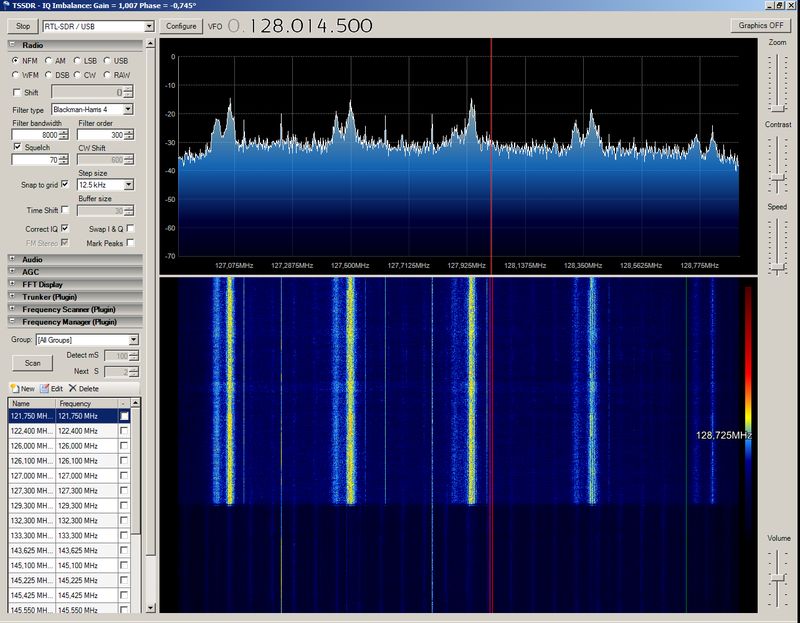 TSSDR - IQ Imbalance: Gain = 1,007 Phase = -0,745°
Stop RTL-SDR / USB Configure VFO 0.128.014.500 Graphics OFF
Radio
NFM AM LSB USB
WFM DSB CW RAW
Shift 0
Filter type Blackman-Harris 4
Filter bandwidth Filter order
8000 300
Squelch CW Shift
70 600
Step size
Snap to grid 12.5 kHz
Buffer size
Time Shift 30
Correct IQ Swap I & Q
FM Stereo Mark Peaks
Audio
AGC
FFT Display
Trunker (Plugin)
Frequency Scanner (Plugin)
Frequency Manager (Plugin)
Group: [All Groups]
Detect mS 100
Scan
Next S 2
New Edit Delete
Name Frequency -
121,750 MH... 121,750 MHz
122,400 MH... 122,400 MHz
126,000 MH... 126,000 MHz
126,100 MH... 126,100 MHz
127,000 MH... 127,000 MHz
127,300 MH... 127,300 MHz
129,300 MH... 129,300 MHz
132,300 MH... 132,300 MHz
133,300 MH... 133,300 MHz
143,625 MH... 143,625 MHz
145,100 MH... 145,100 MHz
145,225 MH... 145,225 MHz
145,425 MH... 145,425 MHz
145,550 MH... 145,550 MHz
0
-10
-20
-30
-40
-50
-60
-70
127,075MHz 127,2875MHz 127,500MHz 127,7125MHz 127,925MHz 128,1375MHz 128,350MHz 128,5625MHz 128,775MHz
128,725MHz
Zoom
Contrast
Speed
Volume